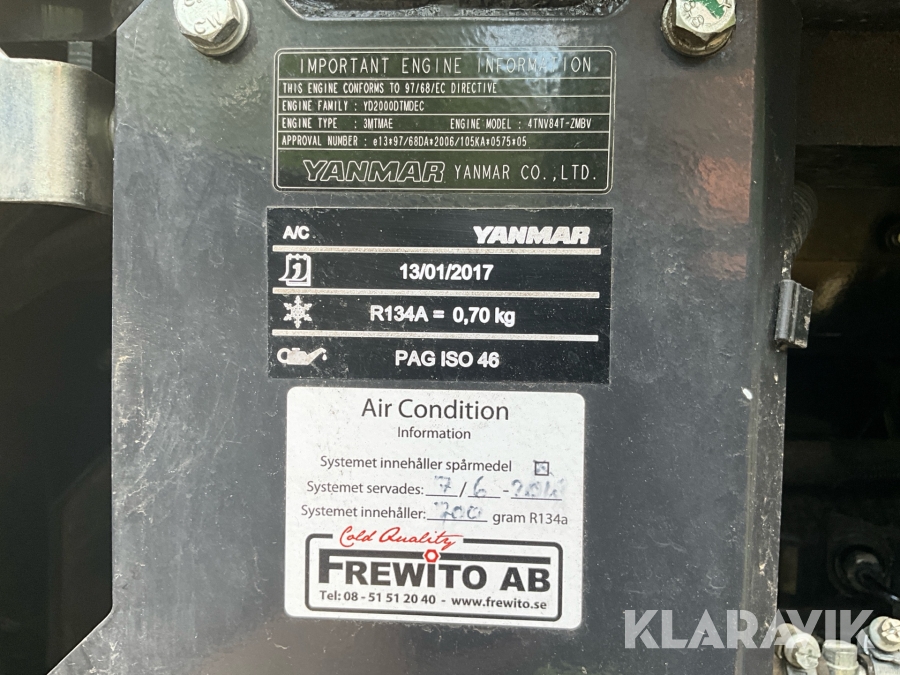 IMPORTANT ENGINE INFORMATION
THIS ENGINE CONFORMS TO 97/68/EC DIRECTIVE
ENGINE FAMILY : YD2000DTMDEC
ENGINE TYPE : 3MTMAE ENGINE MODEL : 4TNV84T-ZMBV
APPROVAL NUMBER : e13*97/68DA*2006/105KA*0575*05
YANMAR YANMAR CO.,LTD.
A/C YANMAR
13/01/2017
R134A = 0,70 kg
PAG ISO 46
Air Condition
Information
Systemet innehåller spårmedel
Systemet servades: 7/6-
Systemet innehåller: 700 gram R134a
Cold Quality
FREWITO AB
Tel: 08 - 51 51 20 40 - www.frewito.se
KLARAVIK